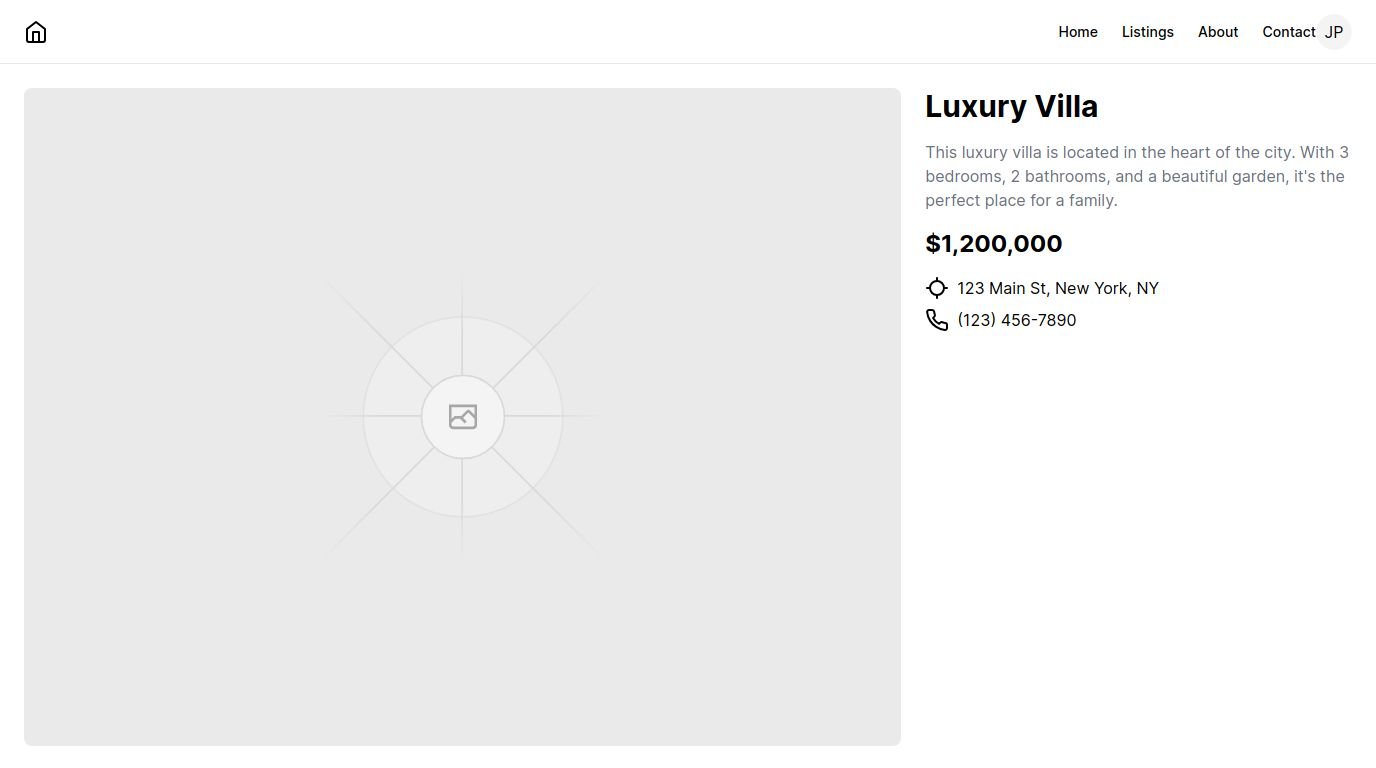 Home Listings About Contact JP
Luxury Villa
This luxury villa is located in the heart of the city. With 3
bedrooms, 2 bathrooms, and a beautiful garden, it's the
perfect place for a family.
$1,200,000
123 Main St, New York, NY
(123) 456-7890